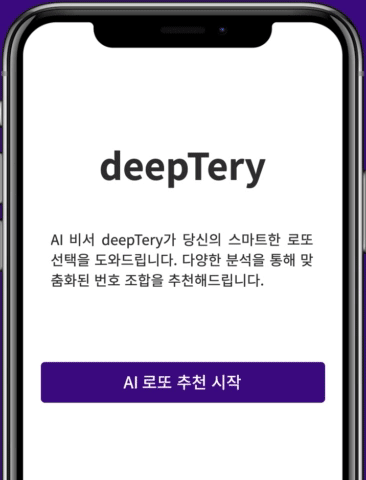 deepTery
AI 비서 deepTery가 당신의 스마트한 로또
선택을 도와드립니다. 다양한 분석을 통해 맞
춤화된 번호 조합을 추천해드립니다.
AI 로또 추천 시작